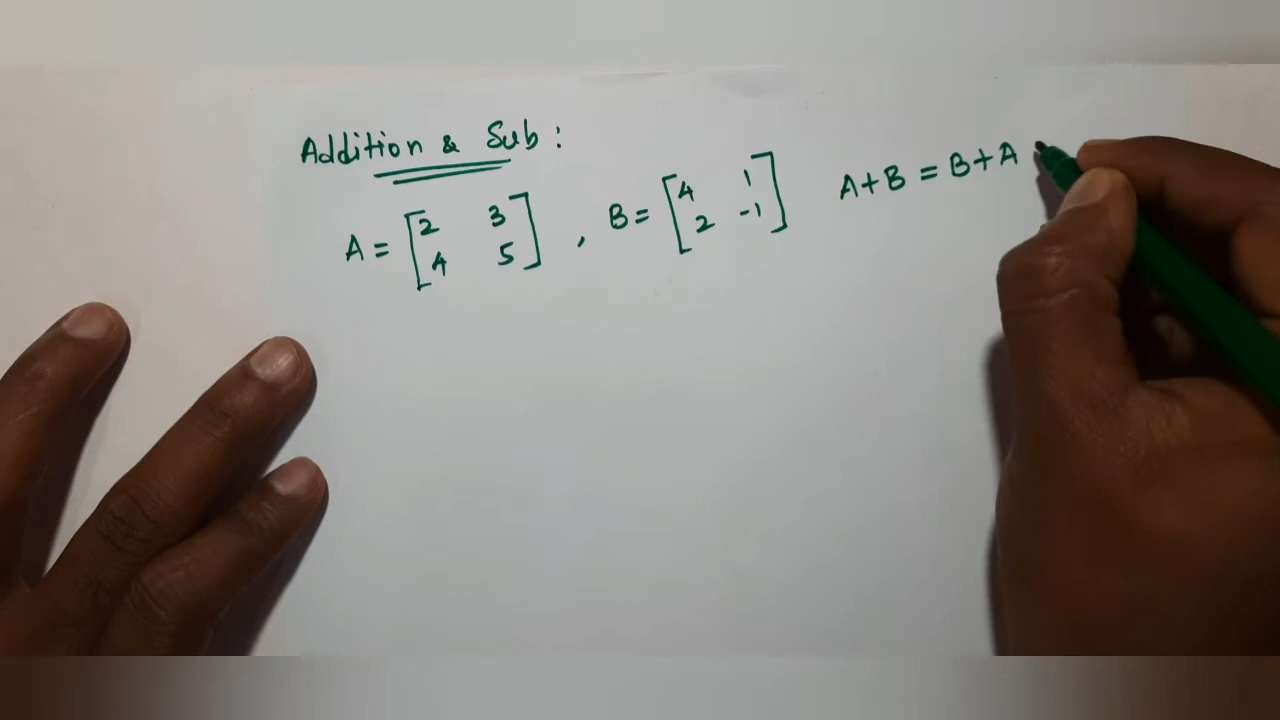 Addition & Sub :
A = [2 3
4 5] , B = [4 1
2 -1] A+B = B+A